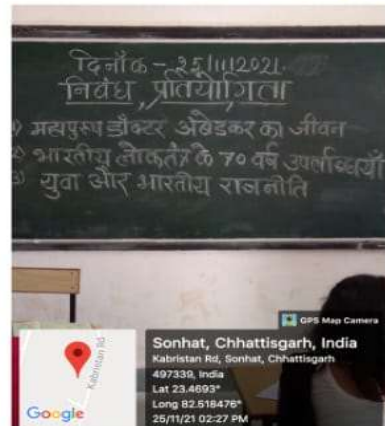 दिनाँक - 25/11/2021.
निबंध प्रतियोगिता
1) महापुरूष डॉक्टर अंबेडकर का जीवन
2) भारतीय लोकतंत्र के 70 वर्ष उपलब्धियाँ
3) युवा और भारतीय राजनीति
GPS Map Camera
Kabristan Rd
Google
Sonhat, Chhattisgarh, India
Kabristan Rd, Sonhat, Chhattisgarh
497339, India
Lat 23.4693°
Long 82.518476°
25/11/21 02:27 PM